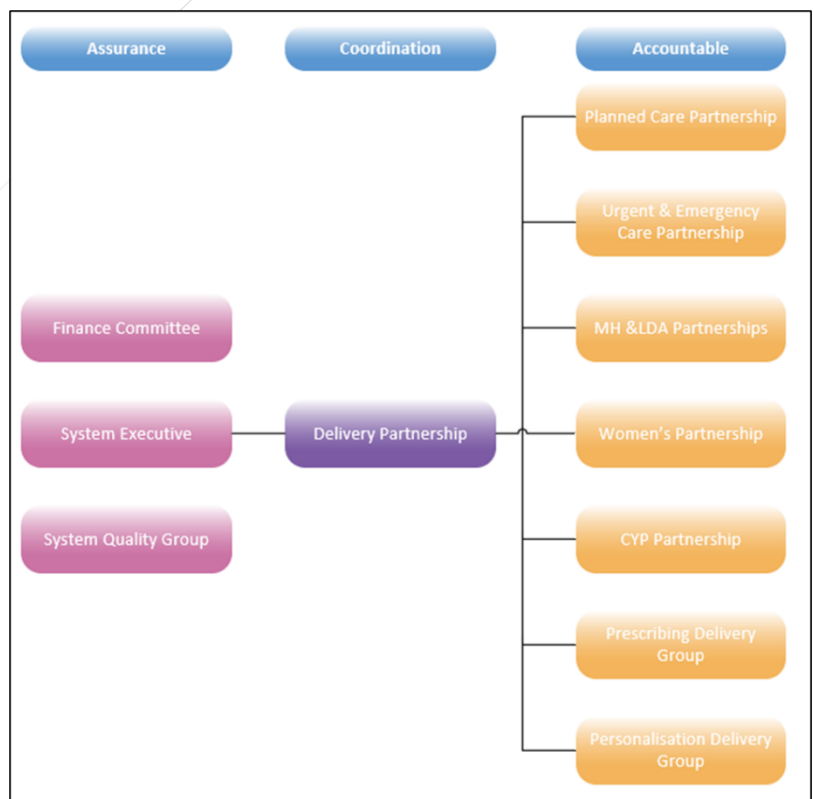 Assurance
Coordination
Accountable
Planned Care Partnership
Urgent & Emergency
Care Partnership
Finance Committee
MH &LDA Partnerships
System Executive
Delivery Partnership
Women's Partnership
System Quality Group
CYP Partnership
Prescribing Delivery
Group
Personalisation Delivery
Group